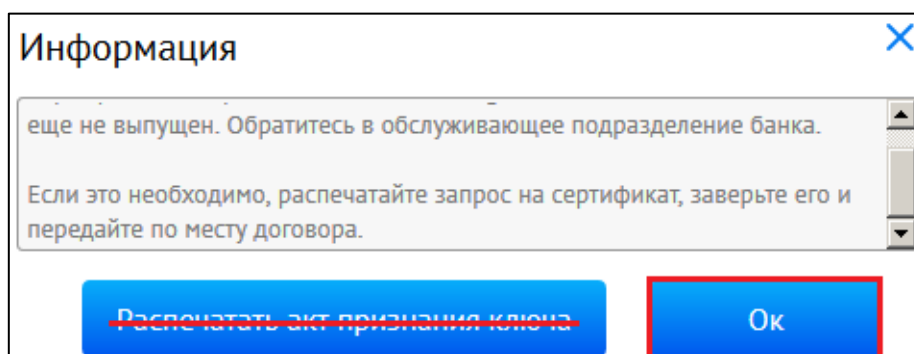 Информация
еще не выпущен. Обратитесь в обслуживающее подразделение банка.
Если это необходимо, распечатайте запрос на сертификат, заверьте его и
передайте по месту договора.
Распечатать акт признания ключа
Ок